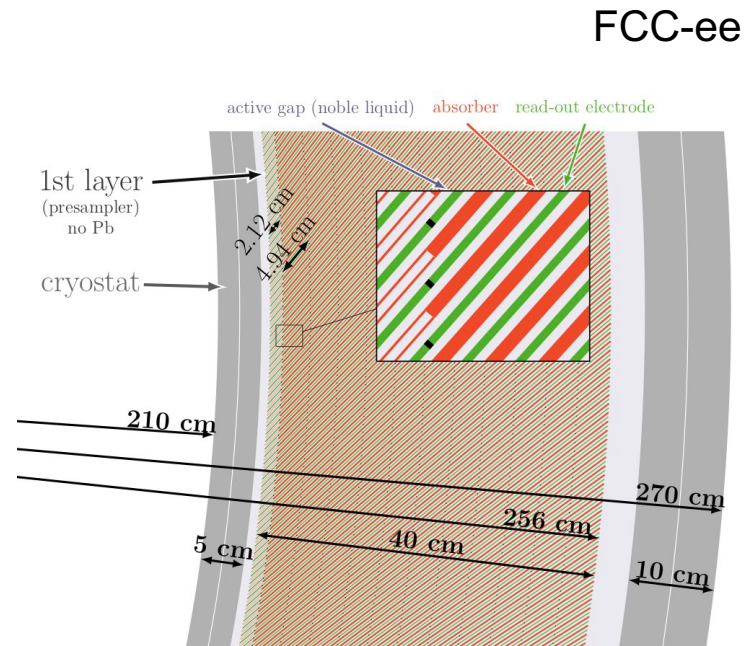 FCC-ee
active gap (noble liquid) absorber read-out electrode
1st layer
(presampler)
no Pb
2.12 cm
4.94 cm
cryostat
210 cm
270 cm
256 cm
40 cm
5 cm
10 cm